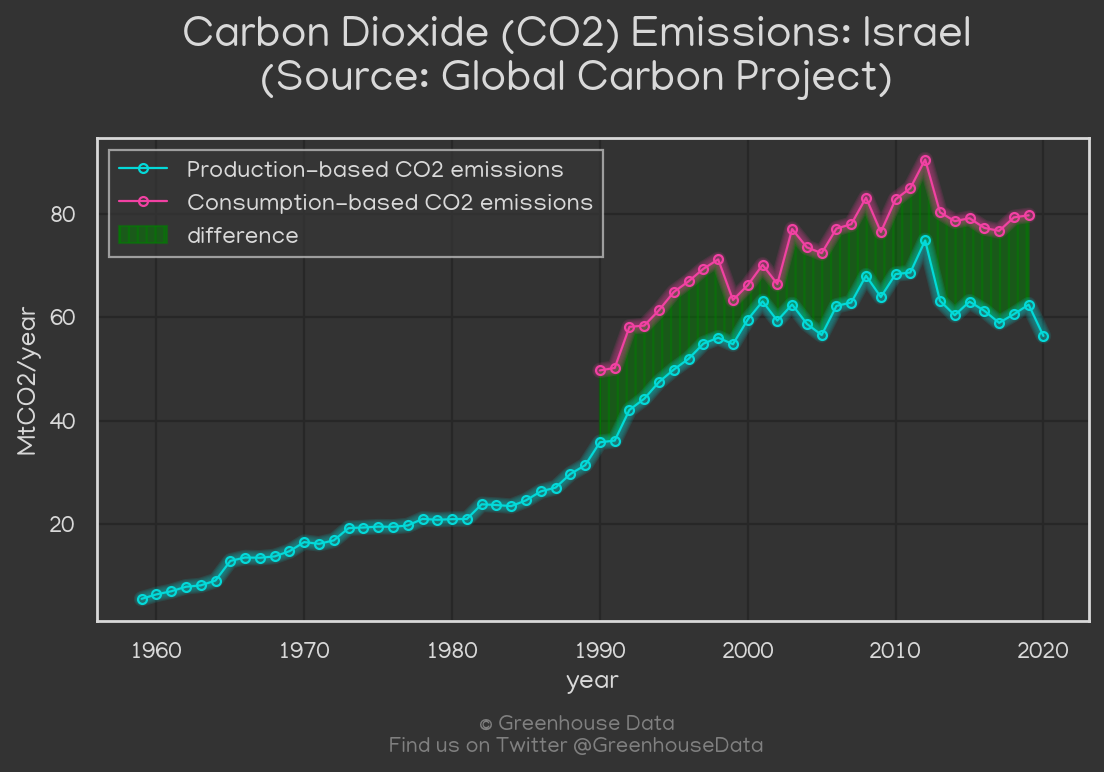 Carbon Dioxide (CO2) Emissions: Israel
(Source: Global Carbon Project)
Production-based CO2 emissions
Consumption-based CO2 emissions
difference
MtCO2/year
80
60
40
20
1960 1970 1980 1990 2000 2010 2020
year
© Greenhouse Data
Find us on Twitter @GreenhouseData